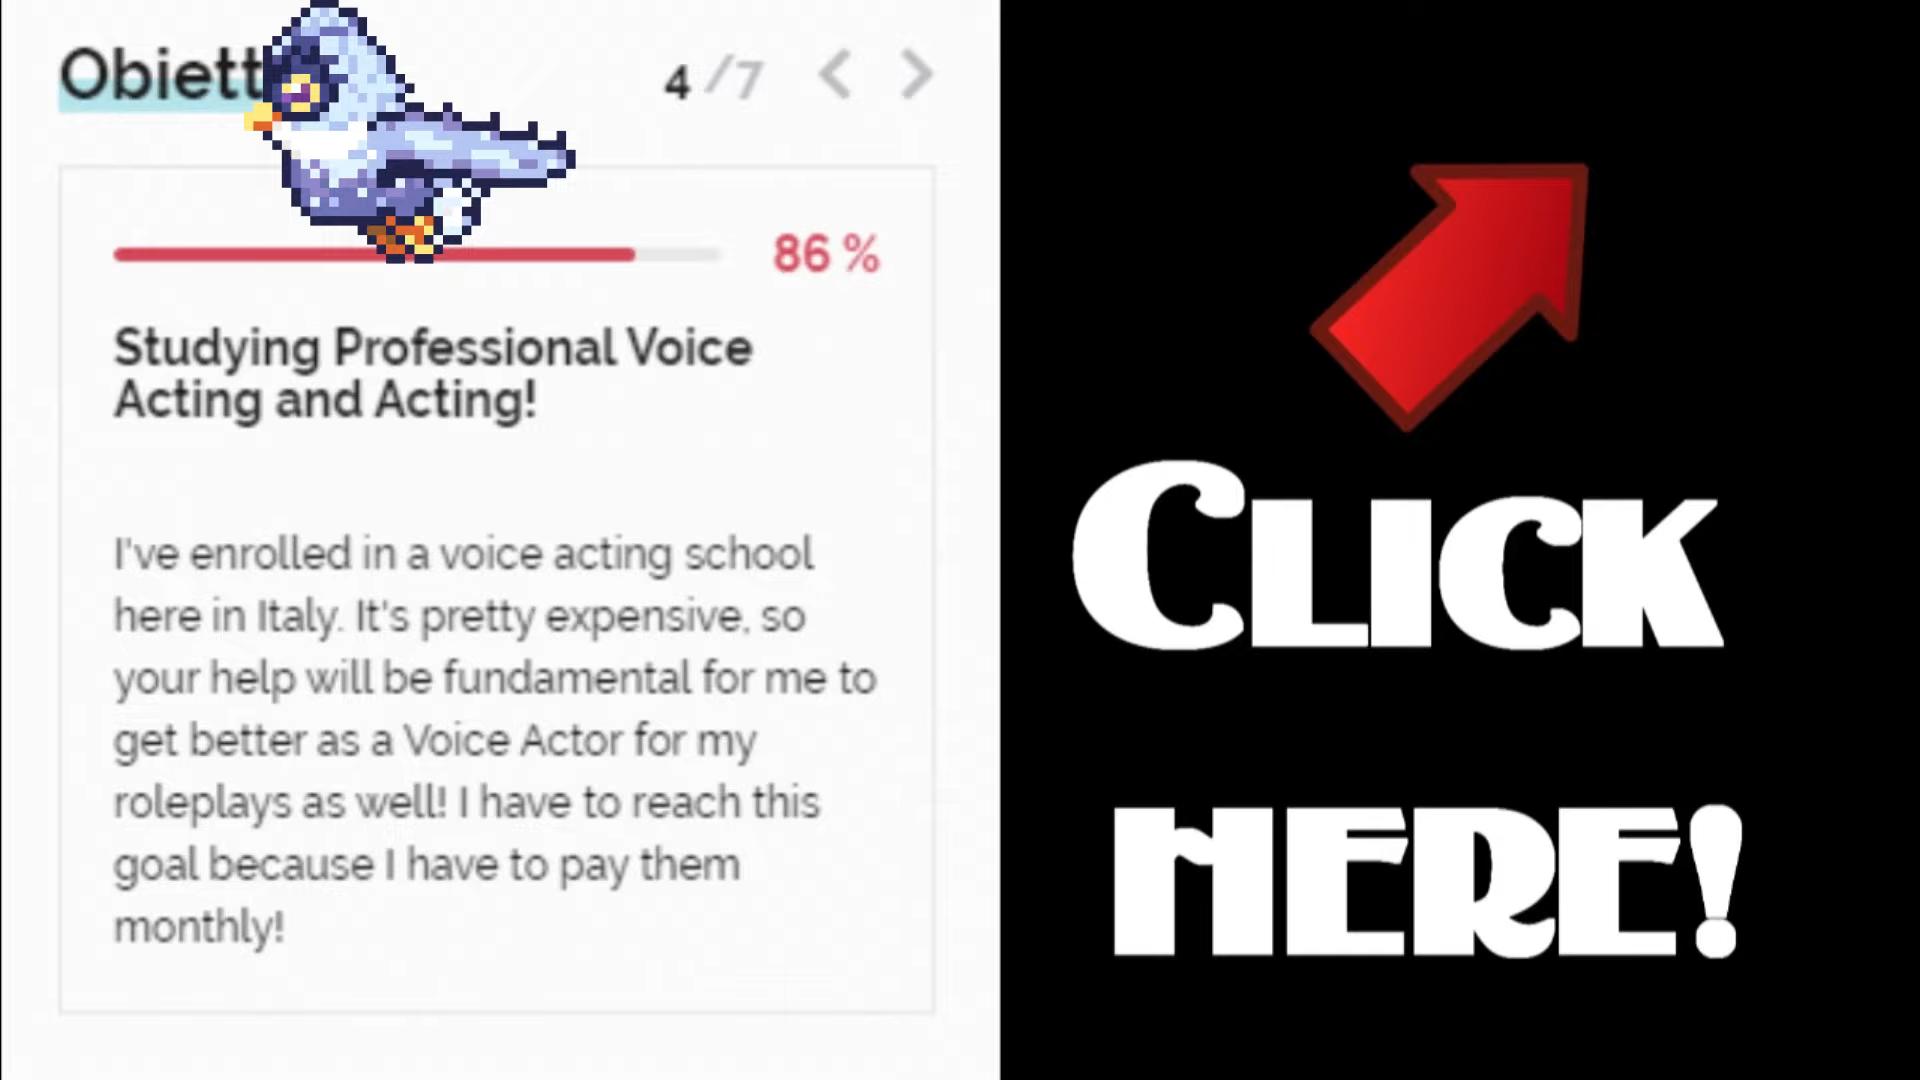 Obiett
4 /7
86 %
Studying Professional Voice
Acting and Acting!
I've enrolled in a voice acting school
here in Italy. It's pretty expensive, so
your help will be fundamental for me to
get better as a Voice Actor for my
roleplays as well! I have to reach this
goal because I have to pay them
monthly!
CLICK
HERE!